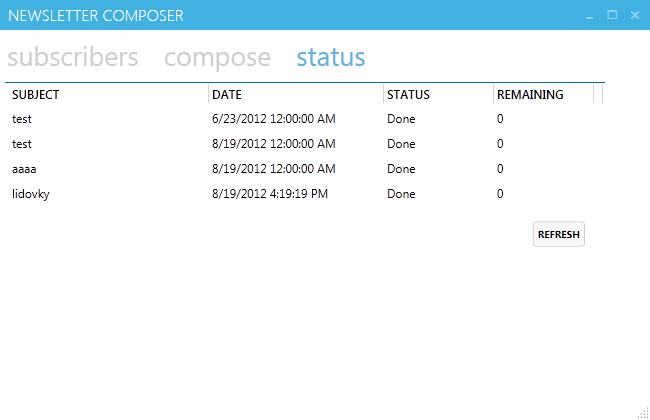 NEWSLETTER COMPOSER
subscribers compose status
SUBJECT DATE STATUS REMAINING
test 6/23/2012 12:00:00 AM Done 0
test 8/19/2012 12:00:00 AM Done 0
aaaa 8/19/2012 12:00:00 AM Done 0
lidovky 8/19/2012 4:19:19 PM Done 0
REFRESH